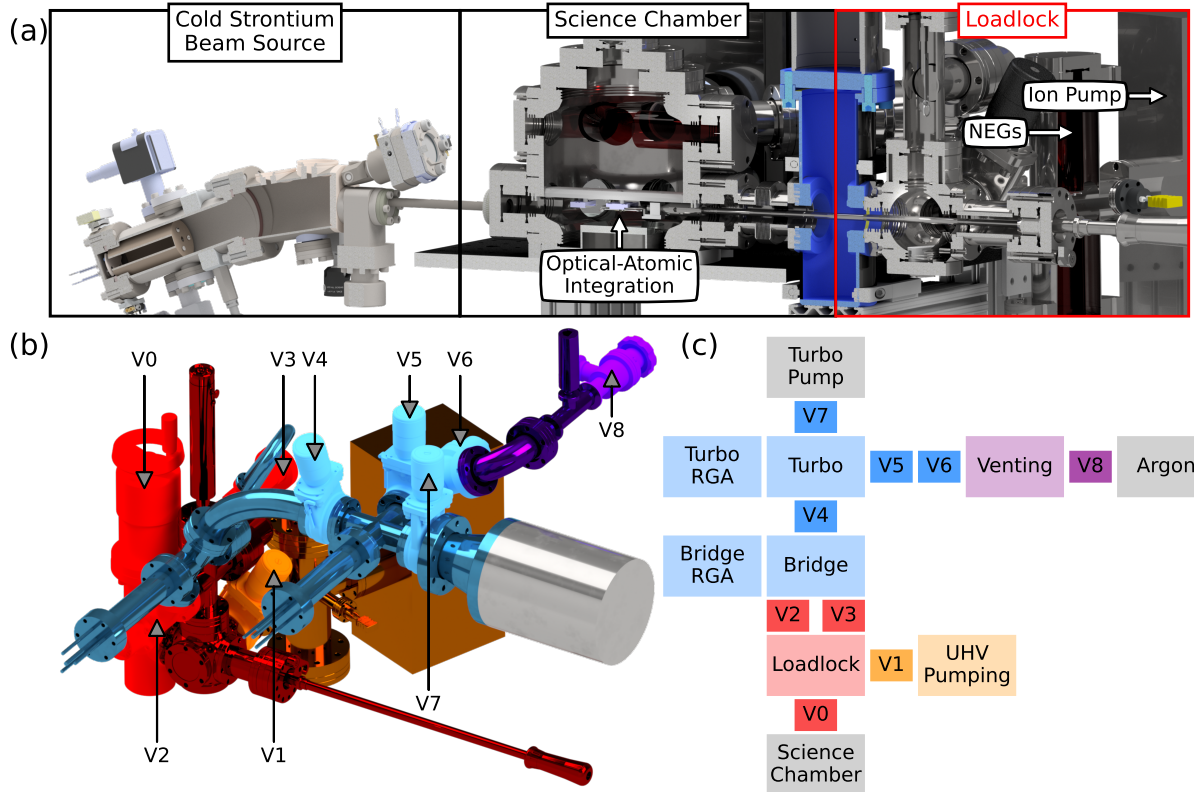 (a)
Cold Strontium
Beam Source
Science Chamber
Loadlock
Ion Pump
NEGs
Optical-Atomic
Integration
(b)
V0
V3
V4
V5
V6
V8
V7
V2
V1
(c)
Turbo
Pump
V7
Turbo
RGA
Turbo
V5
V6
Venting
V8
Argon
V4
Bridge
RGA
Bridge
V2
V3
Loadlock
V1
UHV
Pumping
V0
Science
Chamber